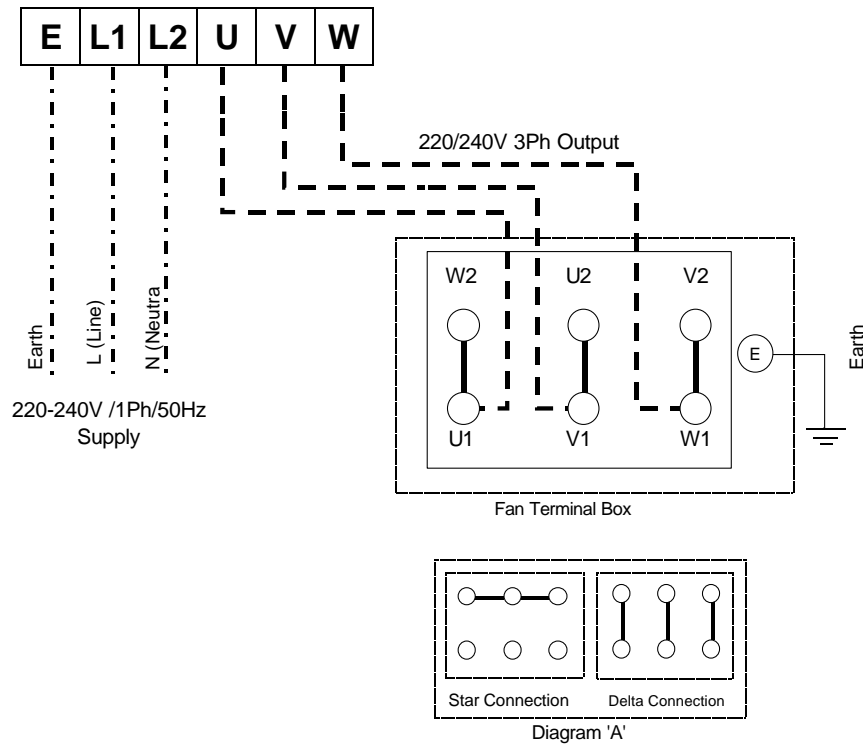 E L1 L2 U V W
220/240V 3Ph Output
W2 U2 V2
Earth
L (Line)
N (Neutra
E
Earth
U1 V1 W1
220-240V /1Ph/50Hz
Supply
Fan Terminal Box
Star Connection Delta Connection
Diagram 'A'